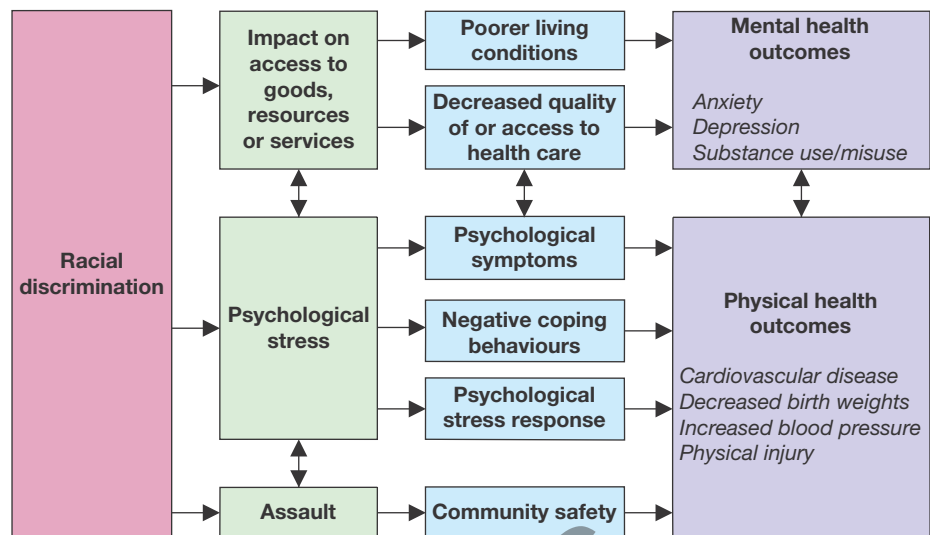 Racial
discrimination
Impact on
access to
goods,
resources
or services
Psychological
stress
Assault
Poorer living
conditions
Decreased quality
of or access to
health care
Psychological
symptoms
Negative coping
behaviours
Psychological
stress response
Community safety
Mental health
outcomes
Anxiety
Depression
Substance use/misuse
Physical health
outcomes
Cardiovascular disease
Decreased birth weights
Increased blood pressure
Physical injury